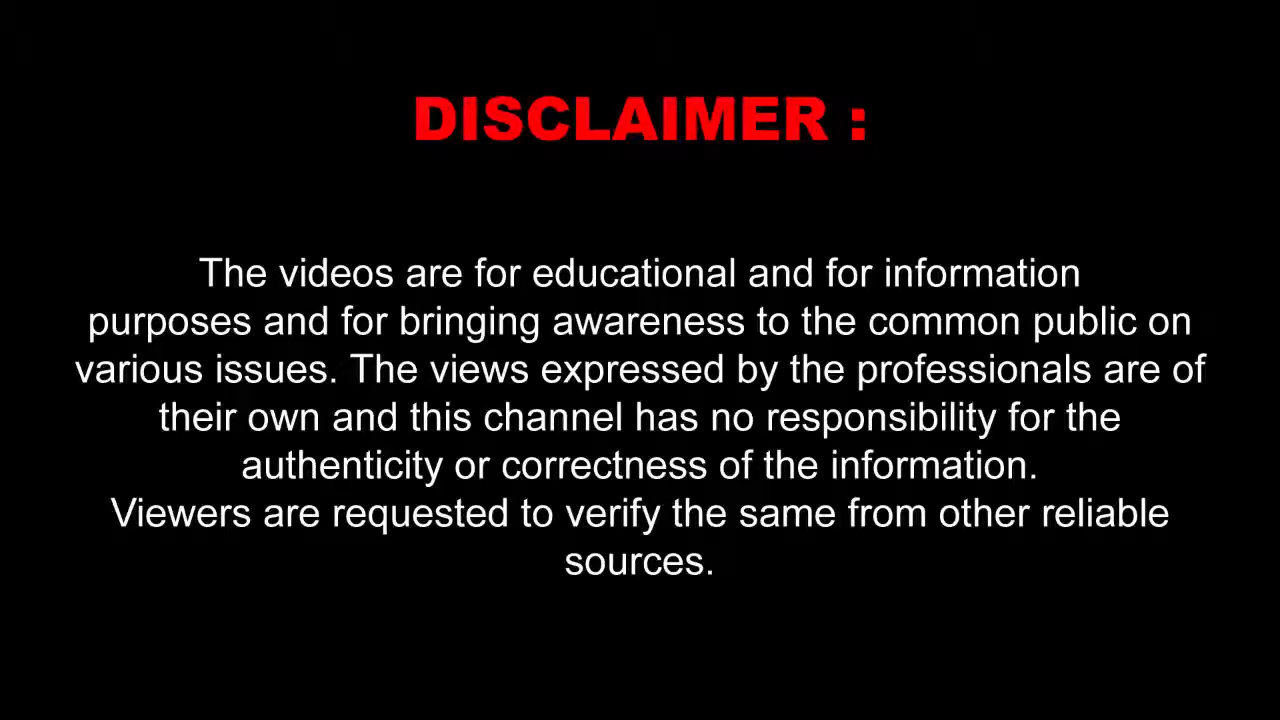 DISCLAIMER :
The videos are for educational and for information
purposes and for bringing awareness to the common public on
various issues. The views expressed by the professionals are of
their own and this channel has no responsibility for the
authenticity or correctness of the information.
Viewers are requested to verify the same from other reliable
sources.